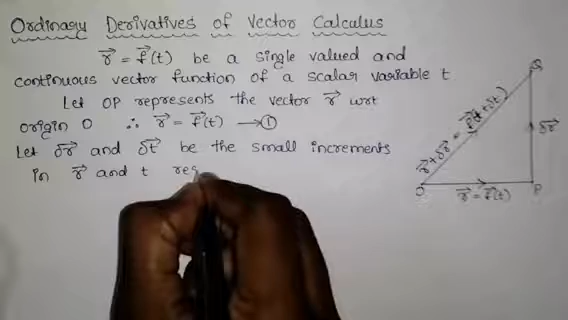 Ordinary Derivatives of Vector Calculus
r⃗ = f⃗(t) be a single valued and
continuous vector function of a scalar variable t
Let OP represents the vector r⃗ wrt
origin O ∴ r⃗ = f⃗(t) → ①
Let δr⃗ and δt⃗ be the small increments
in r⃗ and t res
Q
r⃗ + δr⃗ = f⃗(t + δt)
δr⃗
O
P
r⃗ = f⃗(t)